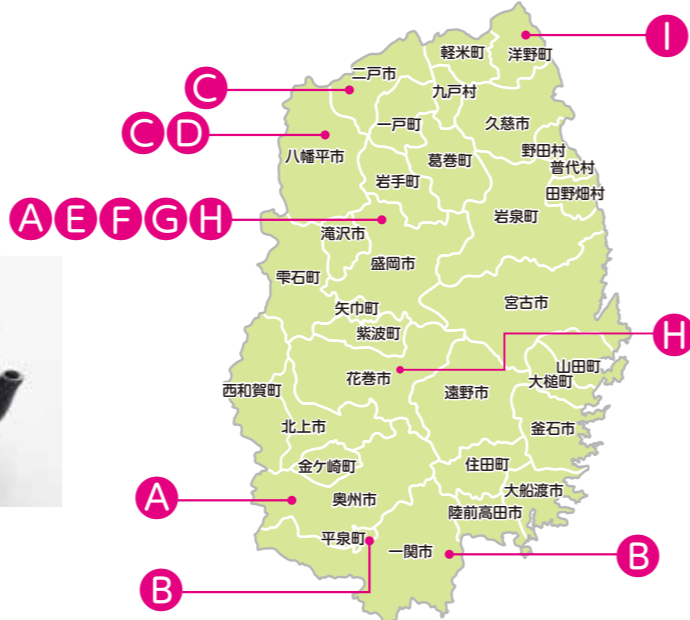 I
軽米町
洋野町
二戸市
C
九戸村
一戸町
久慈市
C D
八幡平市
野田村
葛巻町
普代村
岩手町
田野畑村
A E F G H
岩泉町
滝沢市
盛岡市
雫石町
矢巾町
宮古市
紫波町
H
山田町
花巻市
大槌町
西和賀町
遠野市
北上市
釜石市
金ケ崎町
住田町
A
奥州市
大船渡市
陸前高田市
平泉町
一関市
B
B